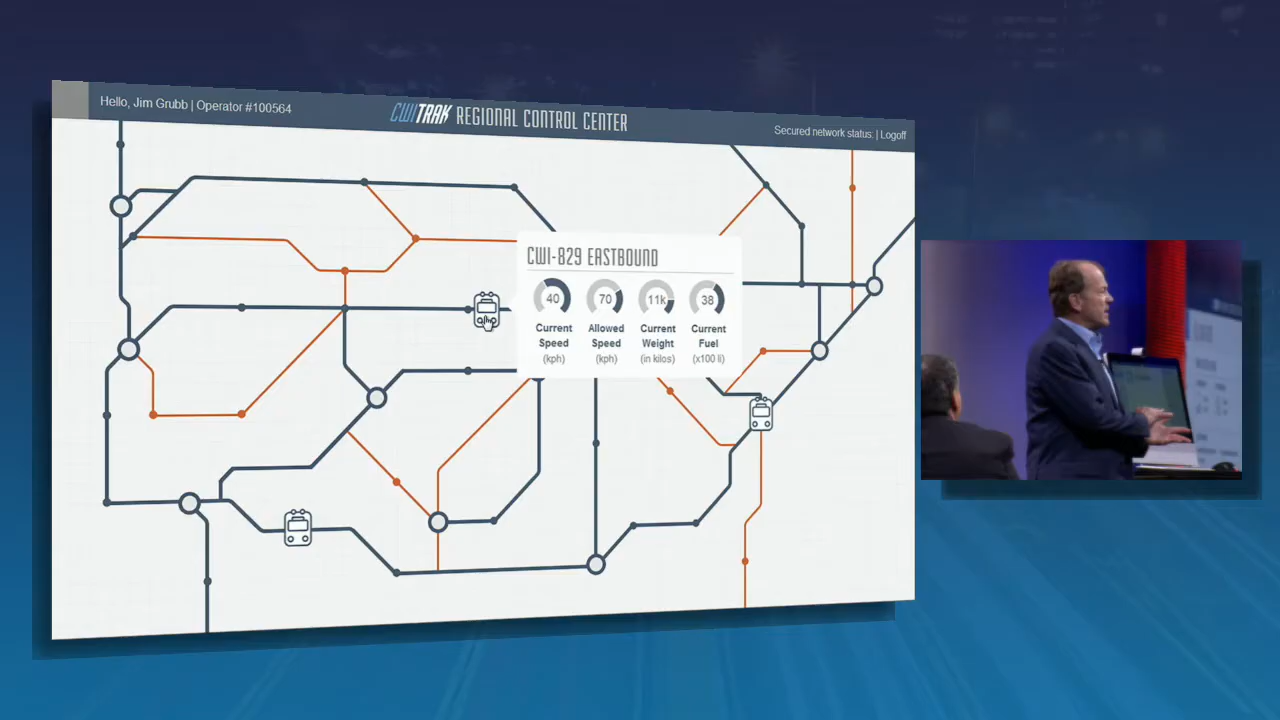 Hello, Jim Grubb | Operator #100564
CWITRAK REGIONAL CONTROL CENTER
Secured network status: | Logoff
CWI-829 EASTBOUND
40 70 11k 38
Current Speed (kph)
Allowed Speed (kph)
Current Weight (in kilos)
Current Fuel (x100 li)